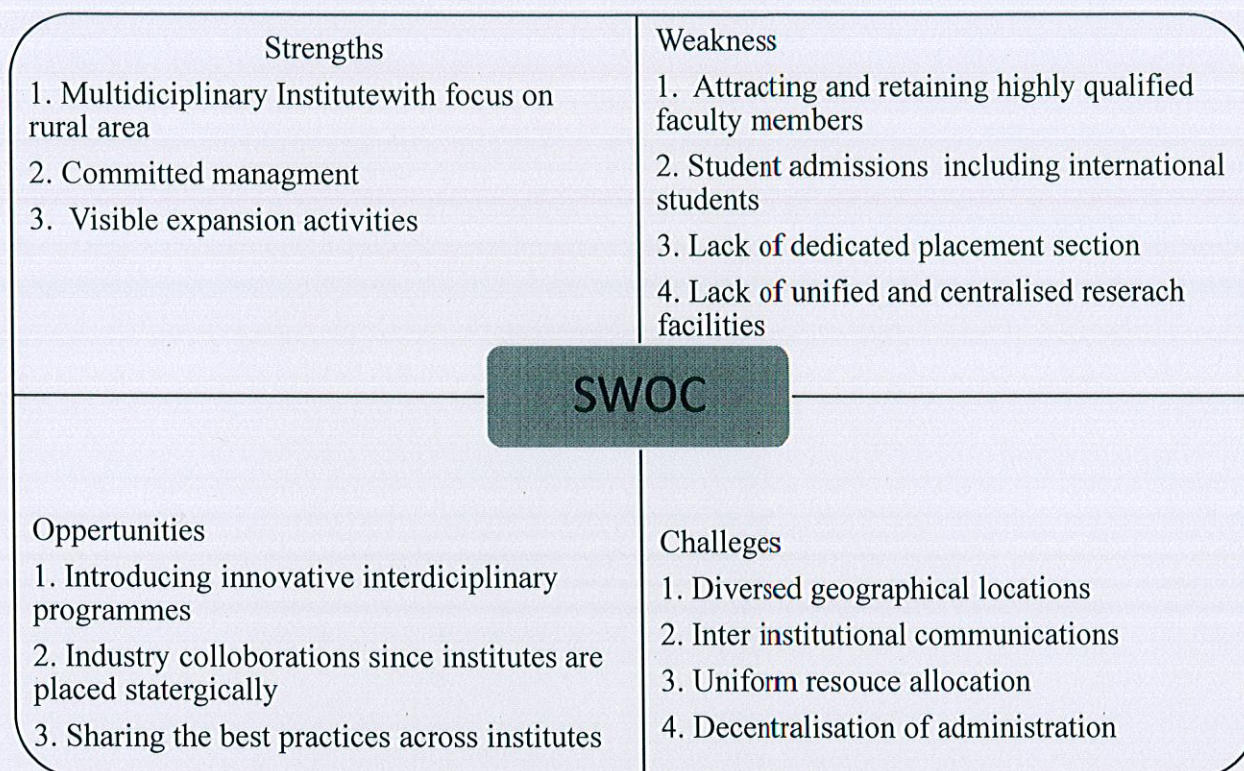 Strengths
1. Multidiciplinary Institutewith focus on
rural area
2. Committed managment
3. Visible expansion activities
Weakness
1. Attracting and retaining highly qualified
faculty members
2. Student admissions including international
students
3. Lack of dedicated placement section
4. Lack of unified and centralised reserach
facilities
SWOC
Oppertunities
1. Introducing innovative interdiciplinary
programmes
2. Industry colloborations since institutes are
placed statergically
3. Sharing the best practices across institutes
Challeges
1. Diversed geographical locations
2. Inter institutional communications
3. Uniform resouce allocation
4. Decentralisation of administration